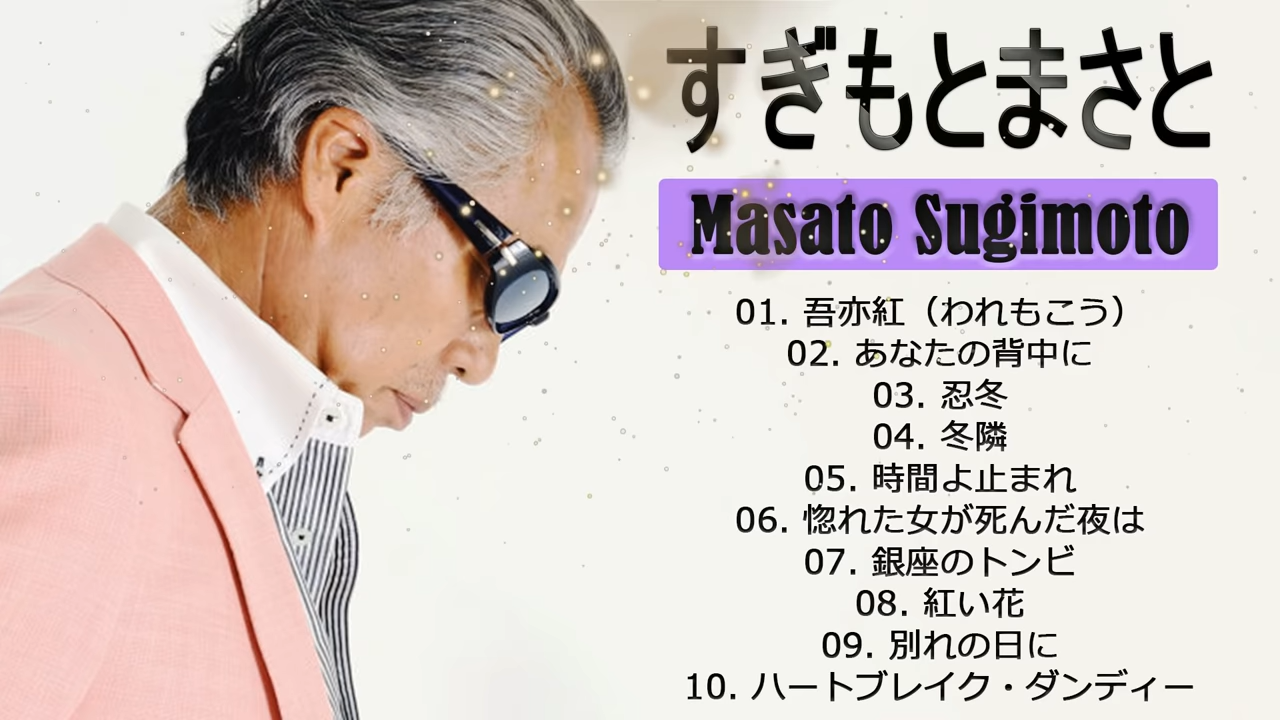 すぎもとまさと
Masato Sugimoto
01. 吾亦紅（われもこう）
02. あなたの背中に
03. 忍冬
04. 冬隣
05. 時間よ止まれ
06. 惚れた女が死んだ夜は
07. 銀座のトンビ
08. 紅い花
09. 別れの日に
10. ハートブレイク・ダンディー